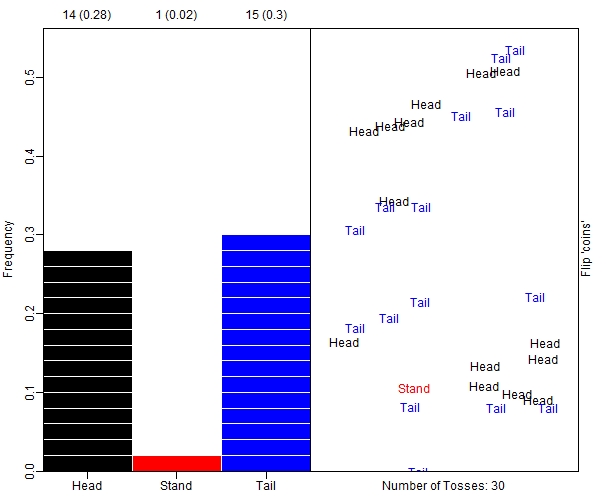 14 (0.28) 1 (0.02) 15 (0.3)
Tail
Tail
Head Head
Head
Tail Tail
Head Head Head
Head
Tail Tail
Tail
Tail
Tail
Tail
Tail
Head Head
Head
Head
Head Stand
Head
Head
Tail Tail Tail
Tail
0.5
0.4
0.3
0.2
0.1
0.0
Frequency
Flip 'coins'
Head Stand Tail
Number of Tosses: 30